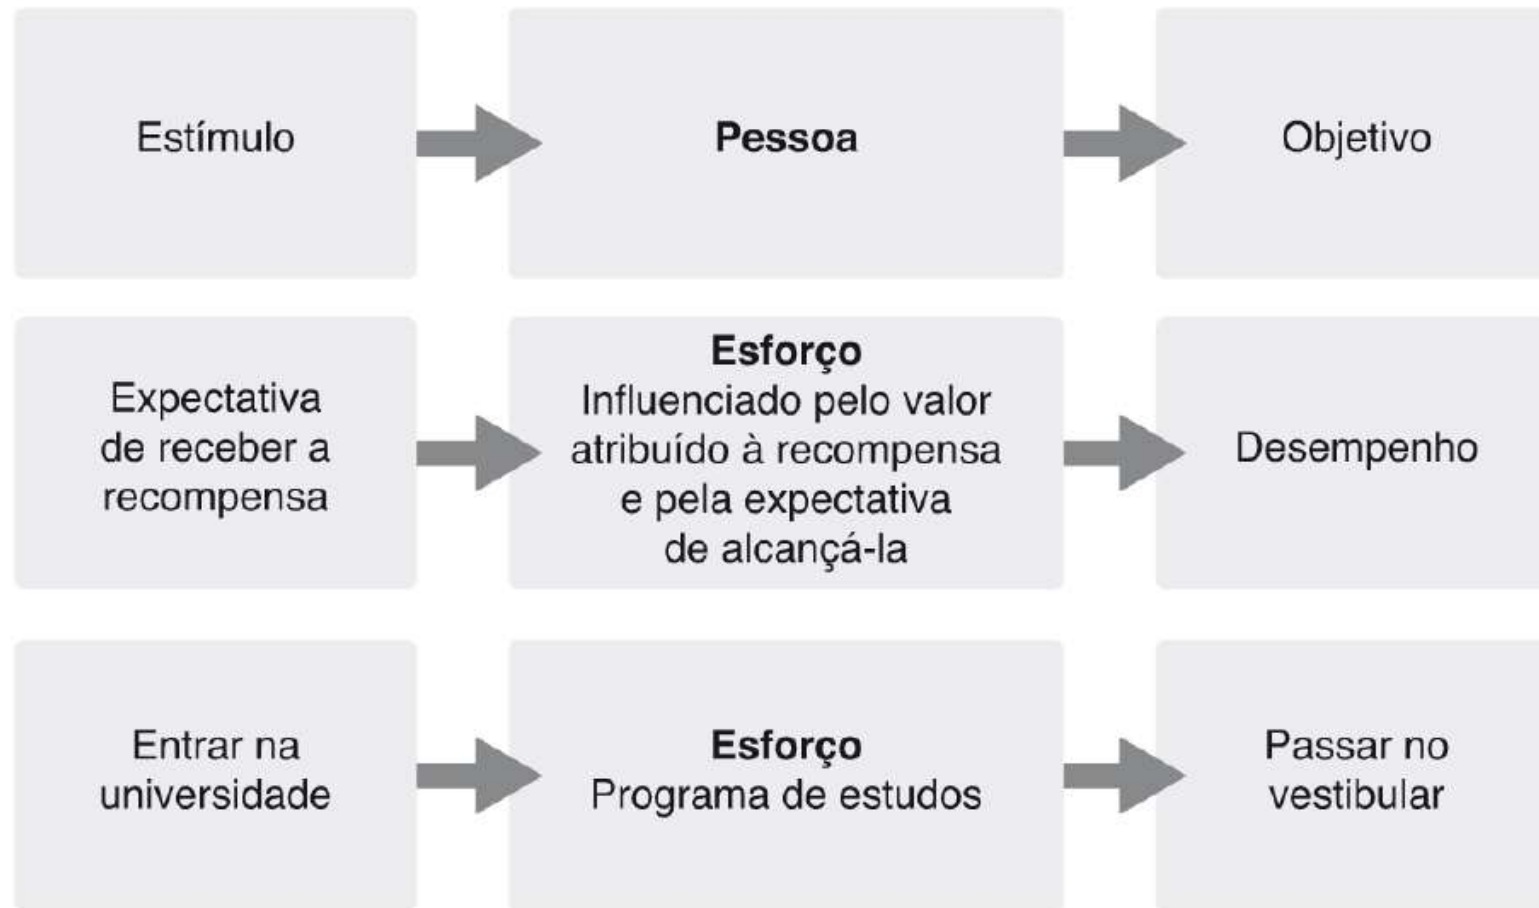 Estímulo
Pessoa
Objetivo
Expectativa
de receber a
recompensa
Esforço
Influenciado pelo valor
atribuído à recompensa
e pela expectativa
de alcançá-la
Desempenho
Entrar na
universidade
Esforço
Programa de estudos
Passar no
vestibular